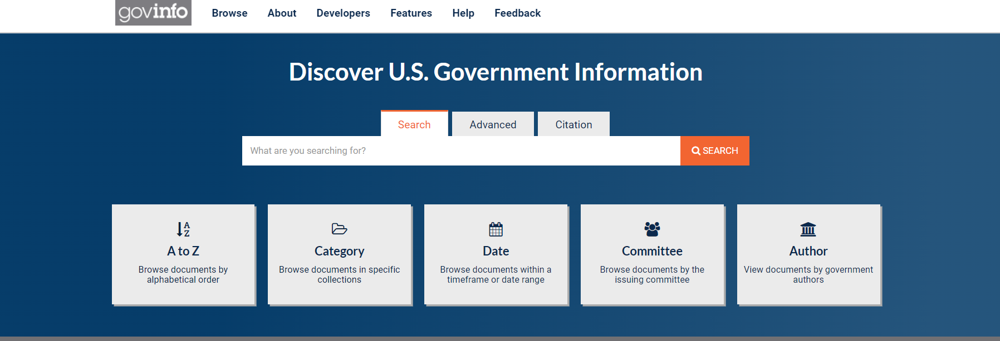 govinfo Browse About Developers Features Help Feedback
Discover U.S. Government Information
Search Advanced Citation
What are you searching for? SEARCH
A
Z
A to Z
Browse documents by
alphabetical order
Category
Browse documents in specific
collections
Date
Browse documents within a
timeframe or date range
Committee
Browse documents by the
issuing committee
Author
View documents by government
authors